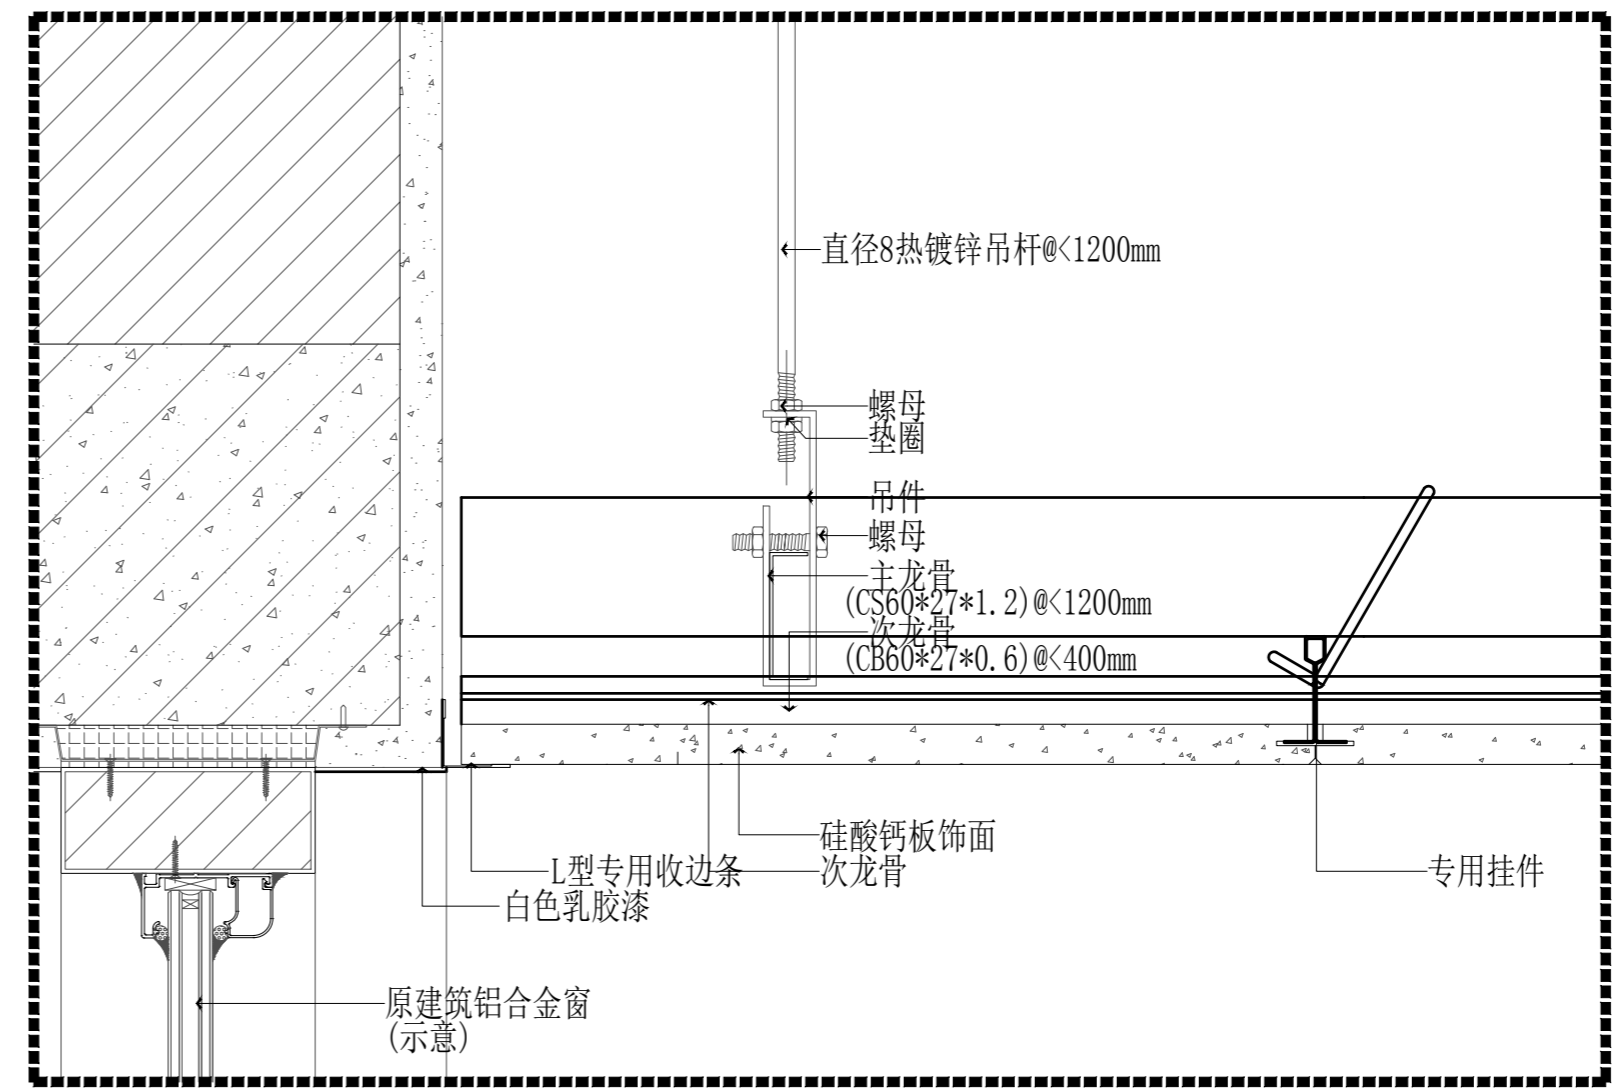 直径8热镀锌吊杆@<1200mm
螺母
垫圈
吊件
螺母
主龙骨
(CS60*27*1.2)@<1200mm
次龙骨
(CB60*27*0.6)@<400mm
硅酸钙板饰面
L型专用收边条
次龙骨
专用挂件
白色乳胶漆
原建筑铝合金窗
(示意)